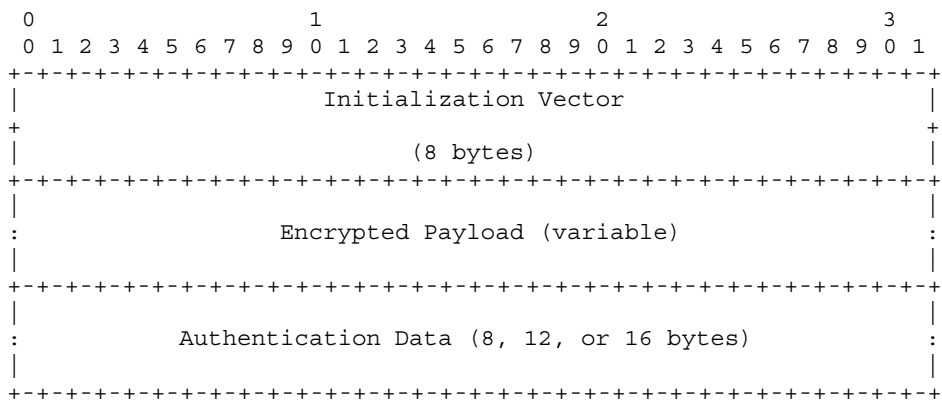 0                   1                   2                   3
0 1 2 3 4 5 6 7 8 9 0 1 2 3 4 5 6 7 8 9 0 1 2 3 4 5 6 7 8 9 0 1
+-+-+-+-+-+-+-+-+-+-+-+-+-+-+-+-+-+-+-+-+-+-+-+-+-+-+-+-+-+-+-+-+
|                     Initialization Vector                     |
+                                                               +
|                           (8 bytes)                           |
+-+-+-+-+-+-+-+-+-+-+-+-+-+-+-+-+-+-+-+-+-+-+-+-+-+-+-+-+-+-+-+-+
|                                                               |
:                  Encrypted Payload (variable)                 :
|                                                               |
+-+-+-+-+-+-+-+-+-+-+-+-+-+-+-+-+-+-+-+-+-+-+-+-+-+-+-+-+-+-+-+-+
|                                                               |
:           Authentication Data (8, 12, or 16 bytes)            :
|                                                               |
+-+-+-+-+-+-+-+-+-+-+-+-+-+-+-+-+-+-+-+-+-+-+-+-+-+-+-+-+-+-+-+-+